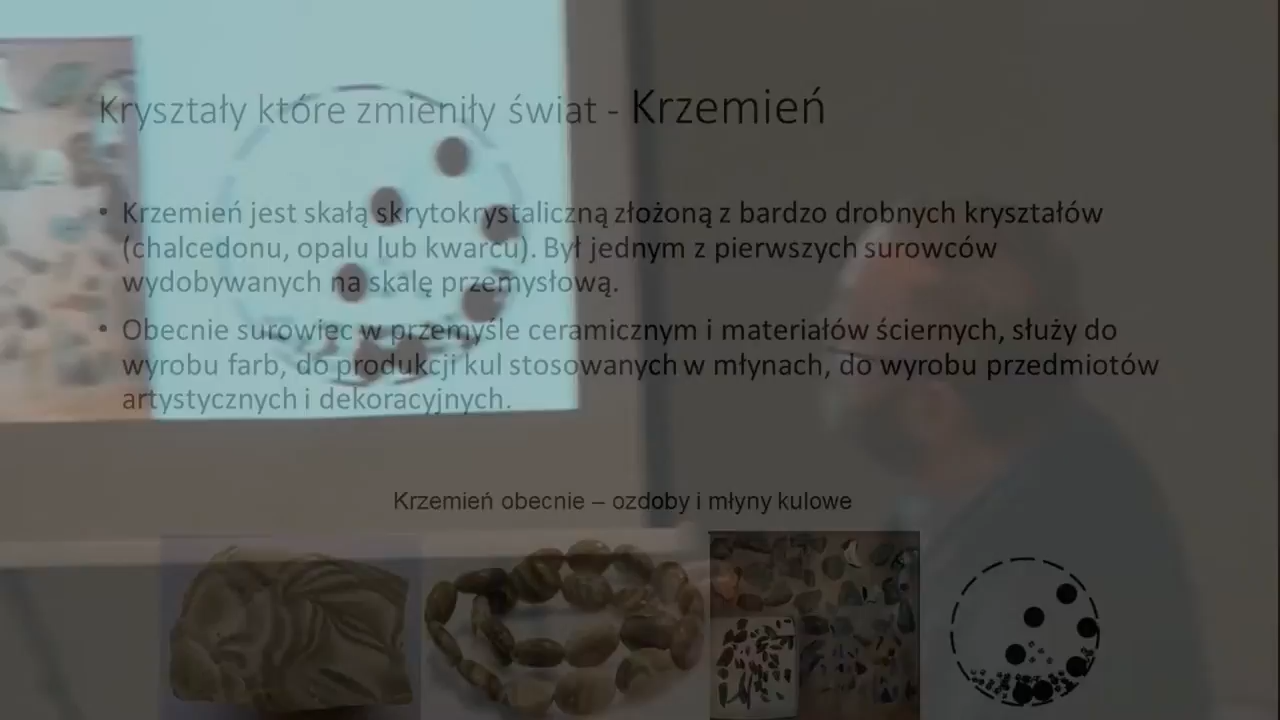 Kryształy które zmieniły świat - Krzemień
• Krzemień jest skałą skrytokrystaliczną złożoną z bardzo drobnych kryształów
(chalcedonu, opalu lub kwarcu). Był jednym z pierwszych surowców
wydobywanych na skalę przemysłową.
• Obecnie surowiec w przemyśle ceramicznym i materiałów ściernych, służy do
wyrobu farb, do produkcji kul stosowanych w młynach, do wyrobu przedmiotów
artystycznych i dekoracyjnych.
Krzemień obecnie – ozdoby i młyny kulowe